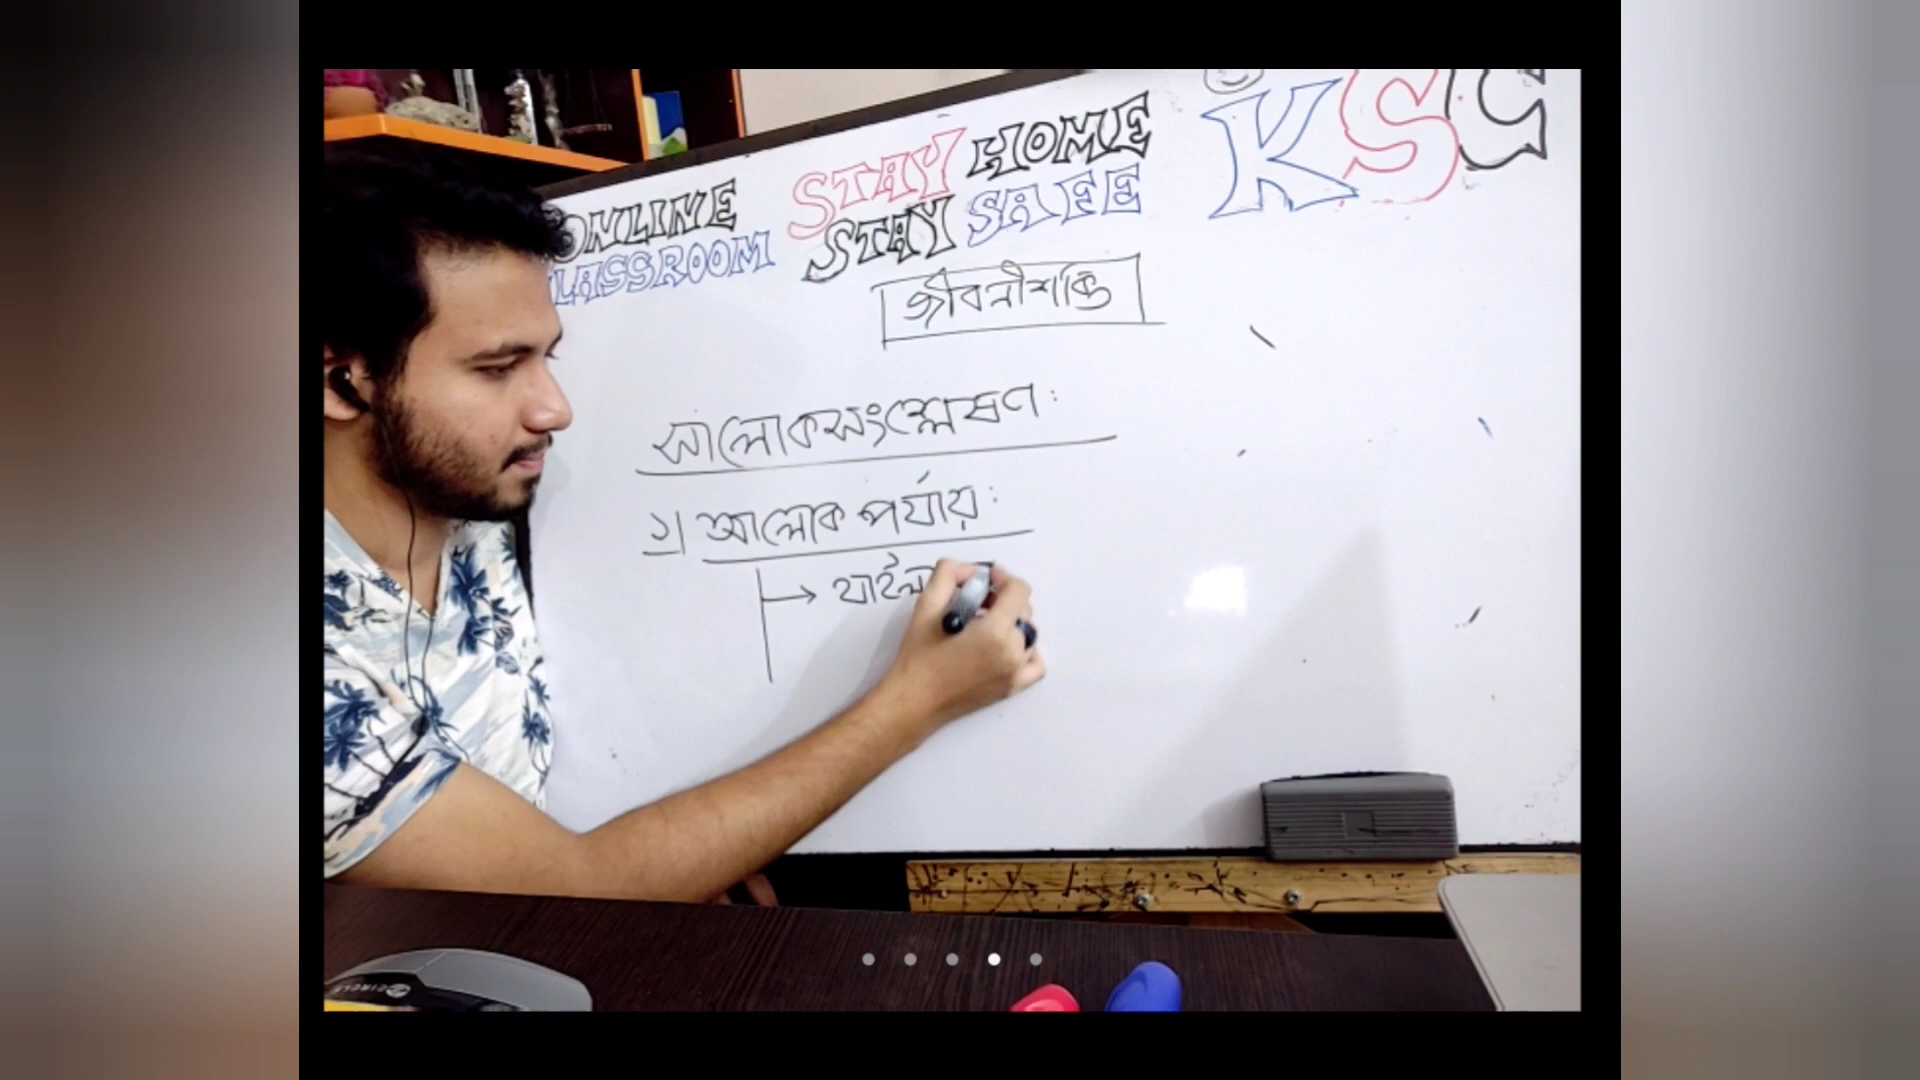 ONLINE
CLASSROOM
STAY HOME
STAY SAFE
KSC
জীবনীশক্তি
সালোকসংশ্লেষণ:
১। আলোক পর্যায়:
→